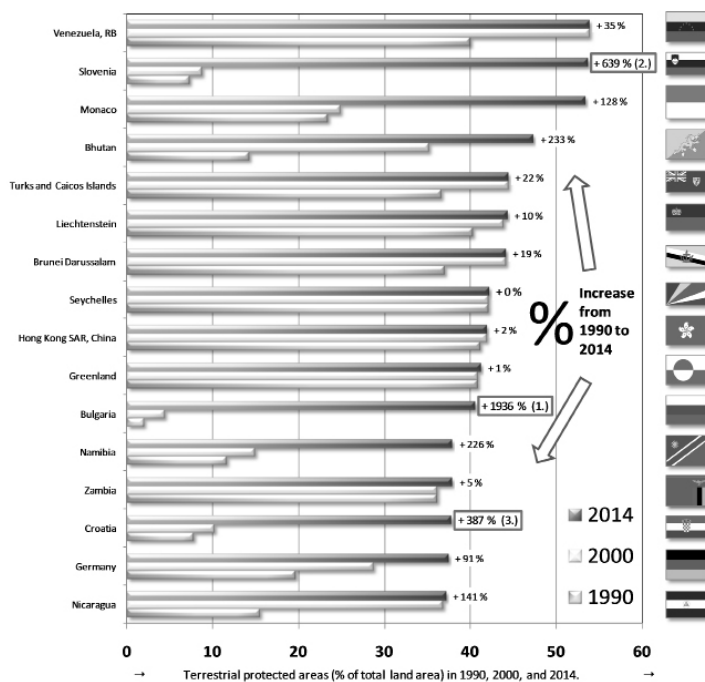 Venezuela, RB
+ 35 %
Slovenia
+ 639 % (2.)
Monaco
+ 128 %
Bhutan
+ 233 %
Turks and Caicos Islands
+ 22 %
Liechtenstein
+ 10 %
Brunei Darussalam
+ 19 %
Seychelles
+ 0 %
% Increase
from
1990 to
2014
Hong Kong SAR, China
+ 2 %
Greenland
+ 1 %
Bulgaria
+ 1936 % (1.)
Namibia
+ 226 %
Zambia
+ 5 %
Croatia
+ 387 % (3.)
Germany
+ 91 %
Nicaragua
+ 141 %
2014
2000
1990
0 10 20 30 40 50 60
→ Terrestrial protected areas (% of total land area) in 1990, 2000, and 2014. →